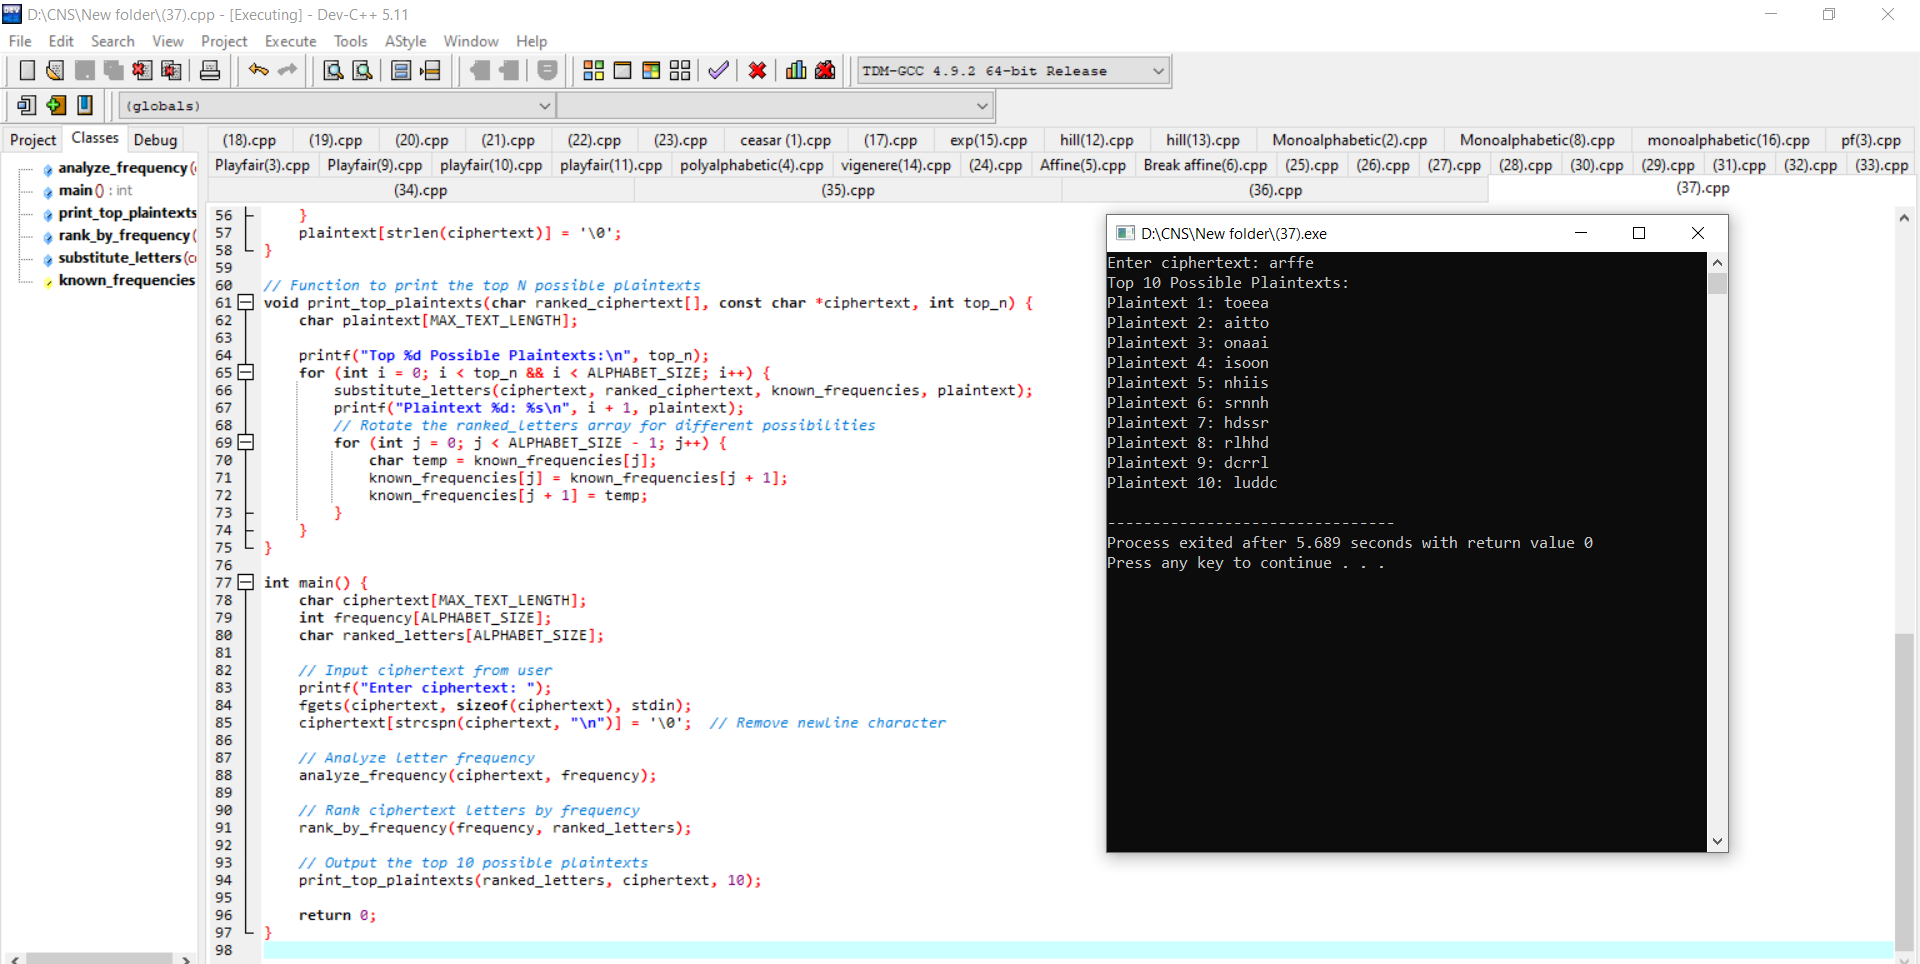 D:\CNS\New folder\(37).cpp - [Executing] - Dev-C++ 5.11
File Edit Search View Project Execute Tools AStyle Window Help
TDM-GCC 4.9.2 64-bit Release
(globals)
Project Classes Debug
(18).cpp (19).cpp (20).cpp (21).cpp (22).cpp (23).cpp ceasar (1).cpp (17).cpp exp(15).cpp hill(12).cpp hill(13).cpp Monoalphabetic(2).cpp Monoalphabetic(8).cpp monoalphabetic(16).cpp pf(3).cpp
Playfair(3).cpp Playfair(9).cpp playfair(10).cpp playfair(11).cpp polyalphabetic(4).cpp vigenere(14).cpp (24).cpp Affine(5).cpp Break affine(6).cpp (25).cpp (26).cpp (27).cpp (28).cpp (30).cpp (29).cpp (31).cpp (32).cpp (33).cpp
(34).cpp (35).cpp (36).cpp (37).cpp
analyze_frequency (
main () : int
print_top_plaintexts
rank_by_frequency (
substitute_letters (c
known_frequencies
56 }
57 plaintext[strlen(ciphertext)] = '\0';
58 }
59
60 // Function to print the top N possible plaintexts
61 void print_top_plaintexts(char ranked_ciphertext[], const char *ciphertext, int top_n) {
62 char plaintext[MAX_TEXT_LENGTH];
63
64 printf("Top %d Possible Plaintexts:\n", top_n);
65 for (int i = 0; i < top_n && i < ALPHABET_SIZE; i++) {
66 substitute_letters(ciphertext, ranked_ciphertext, known_frequencies, plaintext);
67 printf("Plaintext %d: %s\n", i + 1, plaintext);
68 // Rotate the ranked_letters array for different possibilities
69 for (int j = 0; j < ALPHABET_SIZE - 1; j++) {
70 char temp = known_frequencies[j];
71 known_frequencies[j] = known_frequencies[j + 1];
72 known_frequencies[j + 1] = temp;
73 }
74 }
75 }
76
77 int main() {
78 char ciphertext[MAX_TEXT_LENGTH];
79 int frequency[ALPHABET_SIZE];
80 char ranked_letters[ALPHABET_SIZE];
81
82 // Input ciphertext from user
83 printf("Enter ciphertext: ");
84 fgets(ciphertext, sizeof(ciphertext), stdin);
85 ciphertext[strcspn(ciphertext, "\n")] = '\0'; // Remove newline character
86
87 // Analyze letter frequency
88 analyze_frequency(ciphertext, frequency);
89
90 // Rank ciphertext letters by frequency
91 rank_by_frequency(frequency, ranked_letters);
92
93 // Output the top 10 possible plaintexts
94 print_top_plaintexts(ranked_letters, ciphertext, 10);
95
96 return 0;
97 }
98
D:\CNS\New folder\(37).exe
Enter ciphertext: arffe
Top 10 Possible Plaintexts:
Plaintext 1: toeea
Plaintext 2: aitto
Plaintext 3: onaai
Plaintext 4: isoon
Plaintext 5: nhiis
Plaintext 6: srnnh
Plaintext 7: hdssr
Plaintext 8: rlhhd
Plaintext 9: dcrrl
Plaintext 10: luddc
--------------------------------
Process exited after 5.689 seconds with return value 0
Press any key to continue . . .